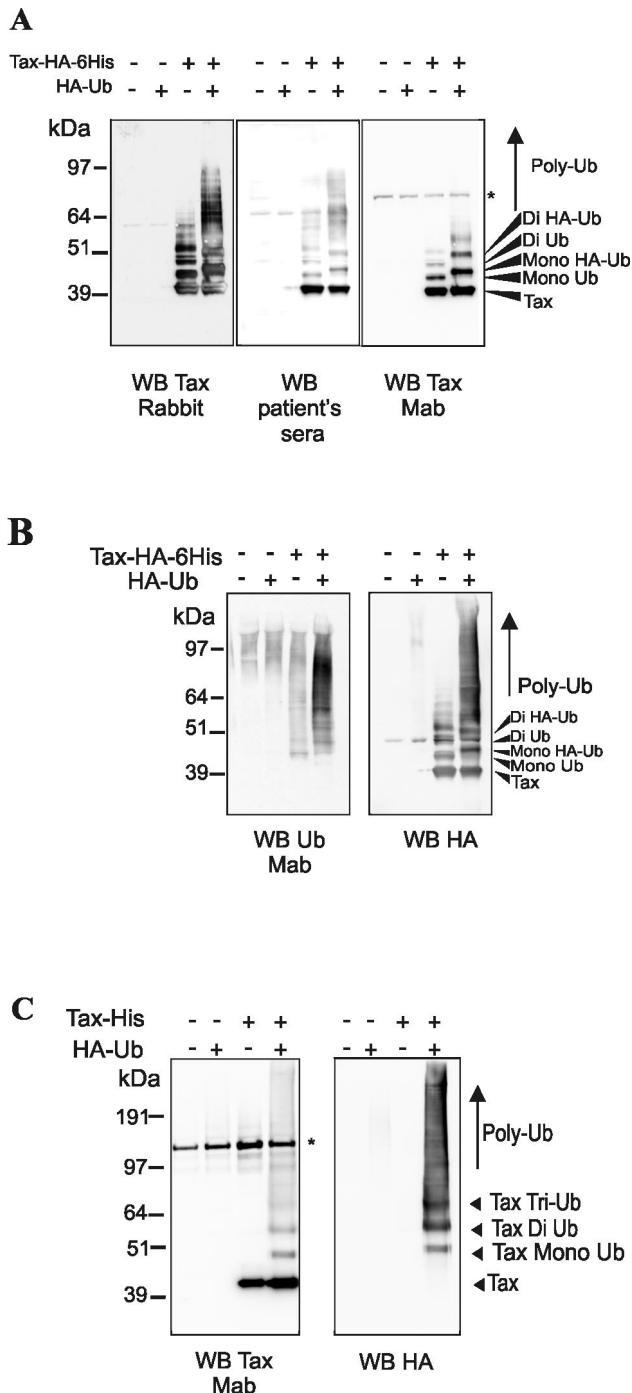 A
Tax-HA-6His - - + + - - + + - - + +
HA-Ub - + - + - + - + - + - +
kDa
97
64
51
39
*
Poly-Ub
Di HA-Ub
Di Ub
Mono HA-Ub
Mono Ub
Tax
WB Tax
Rabbit
WB
patient's
sera
WB Tax
Mab
B
Tax-HA-6His - - + + - - + +
HA-Ub - + - + - + - +
kDa
97
64
51
39
Poly-Ub
Di HA-Ub
Di Ub
Mono HA-Ub
Mono Ub
Tax
WB Ub
Mab
WB HA
C
Tax-His - - + + - - + +
HA-Ub - + - + - + - +
kDa
191
97
64
51
39
*
Poly-Ub
Tax Tri-Ub
Tax Di Ub
Tax Mono Ub
Tax
WB Tax
Mab
WB HA